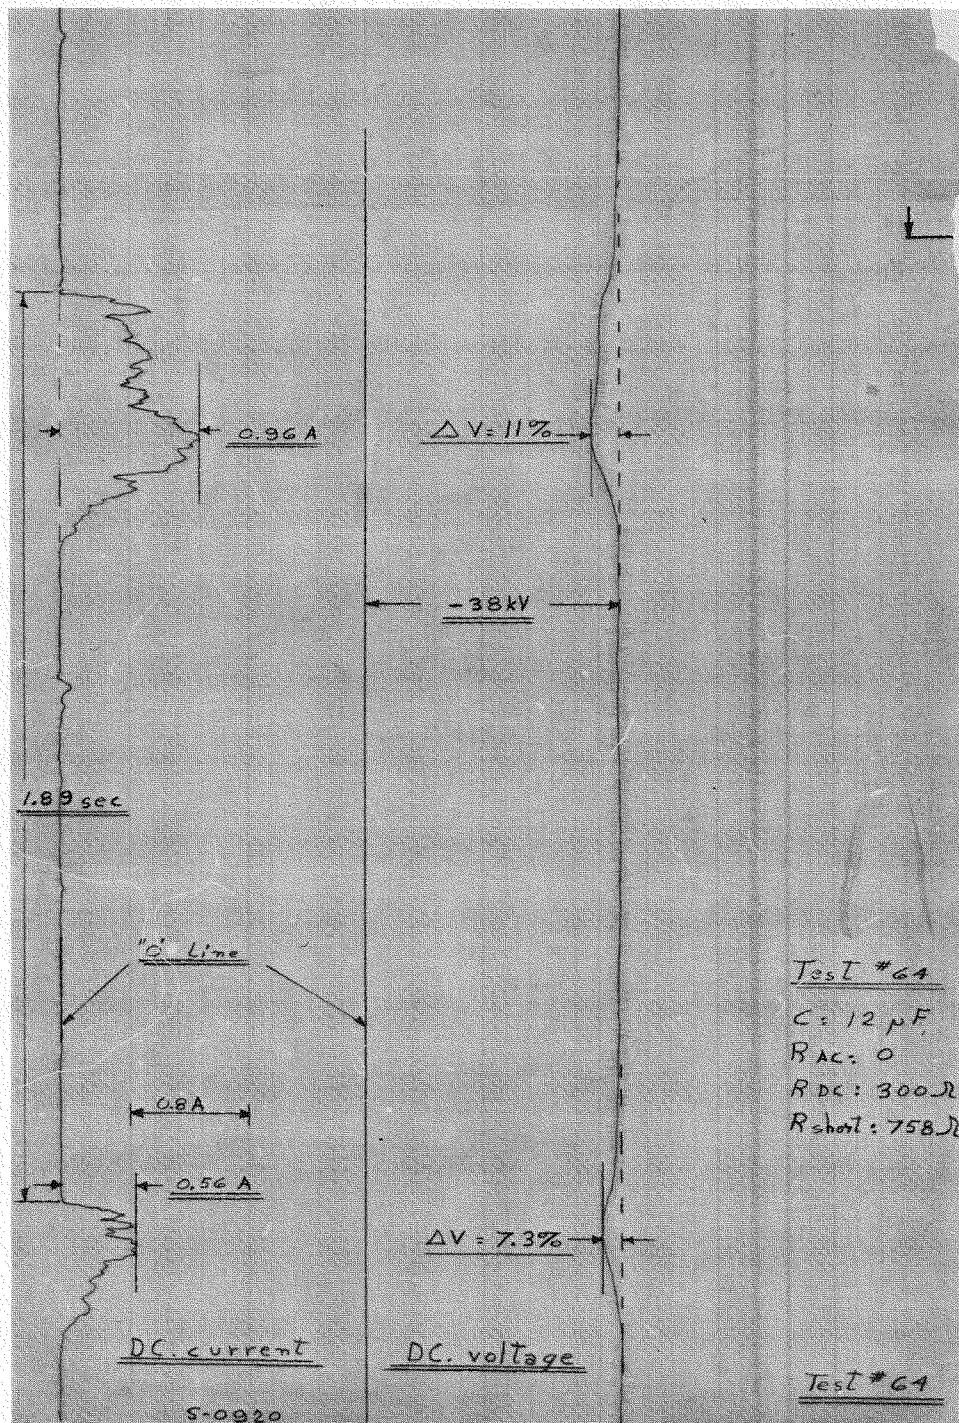 0.96 A
Δ V = 11%
-38 kV
1.89 sec
"0" Line
0.8 A
0.56 A
ΔV = 7.3%
DC. current
DC. voltage
S-0920
Test #64
C = 12 μF
R AC = 0
R DC : 300 Ω
R short : 758 Ω
Test #64